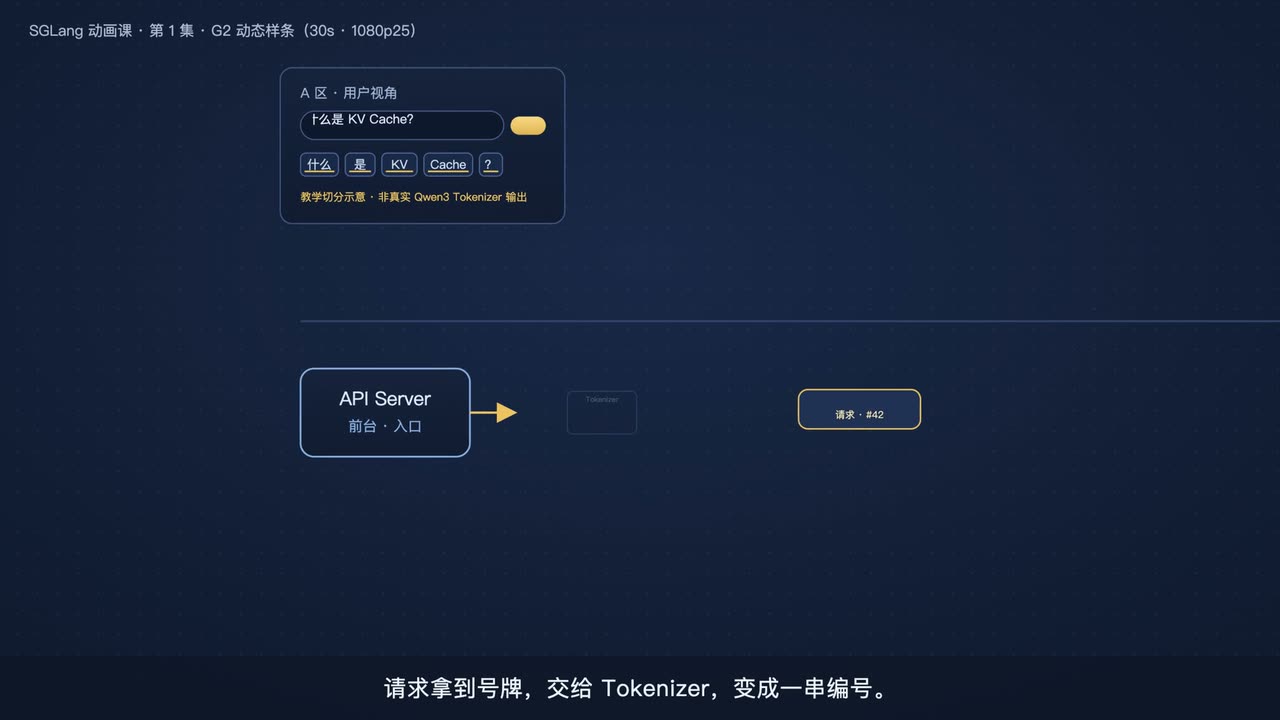 SGLang 动画课 · 第 1 集 · G2 动态样条（30s · 1080p25）
A 区 · 用户视角
什么是 KV Cache?
什么 是 KV Cache ?
教学切分示意 · 非真实 Qwen3 Tokenizer 输出
API Server
前台 · 入口
Tokenizer
请求 · #42
请求拿到号牌，交给 Tokenizer，变成一串编号。